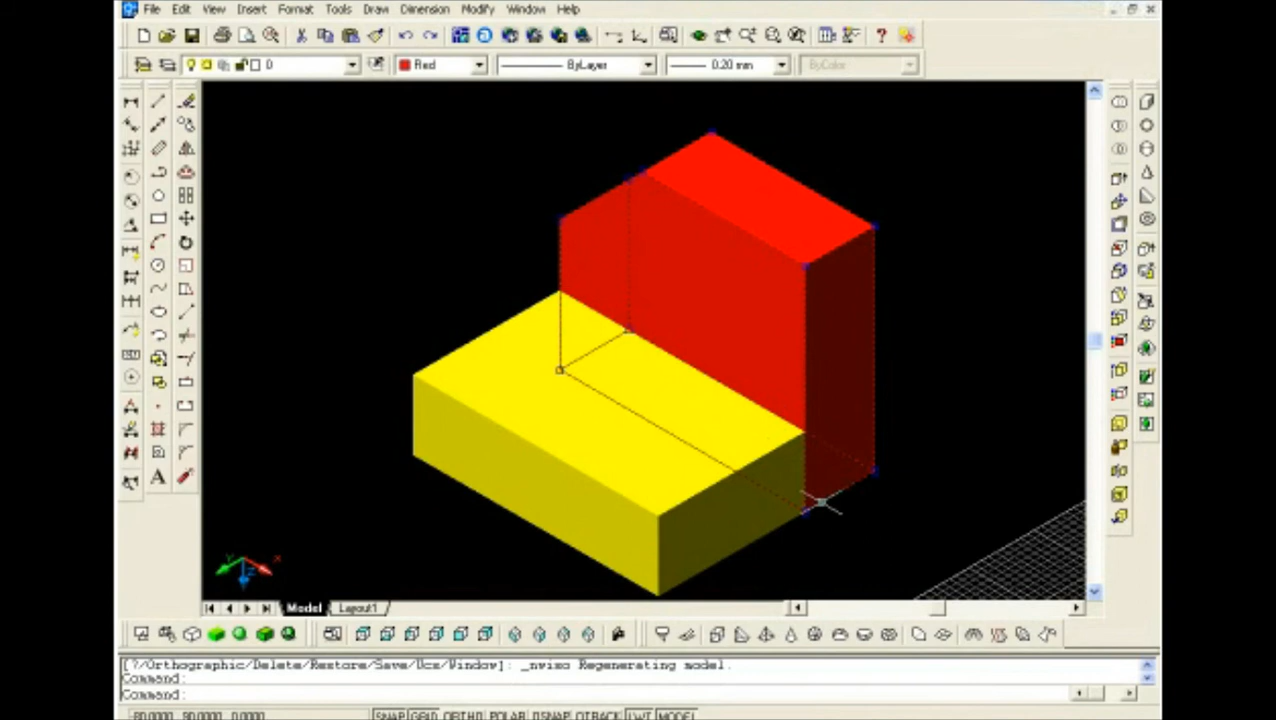 File Edit View Insert Format Tools Draw Dimension Modify Window Help
0 Red ByLayer 0.20 mm ByColor
Y X Z
Model Layout1
[?/Orthographic/Delete/Restore/Save/Ucs/Window]: _nwiso Regenerating model.
Command:
Command:
SNAP GRID ORTHO POLAR OSNAP OTRACK LWT MODEL